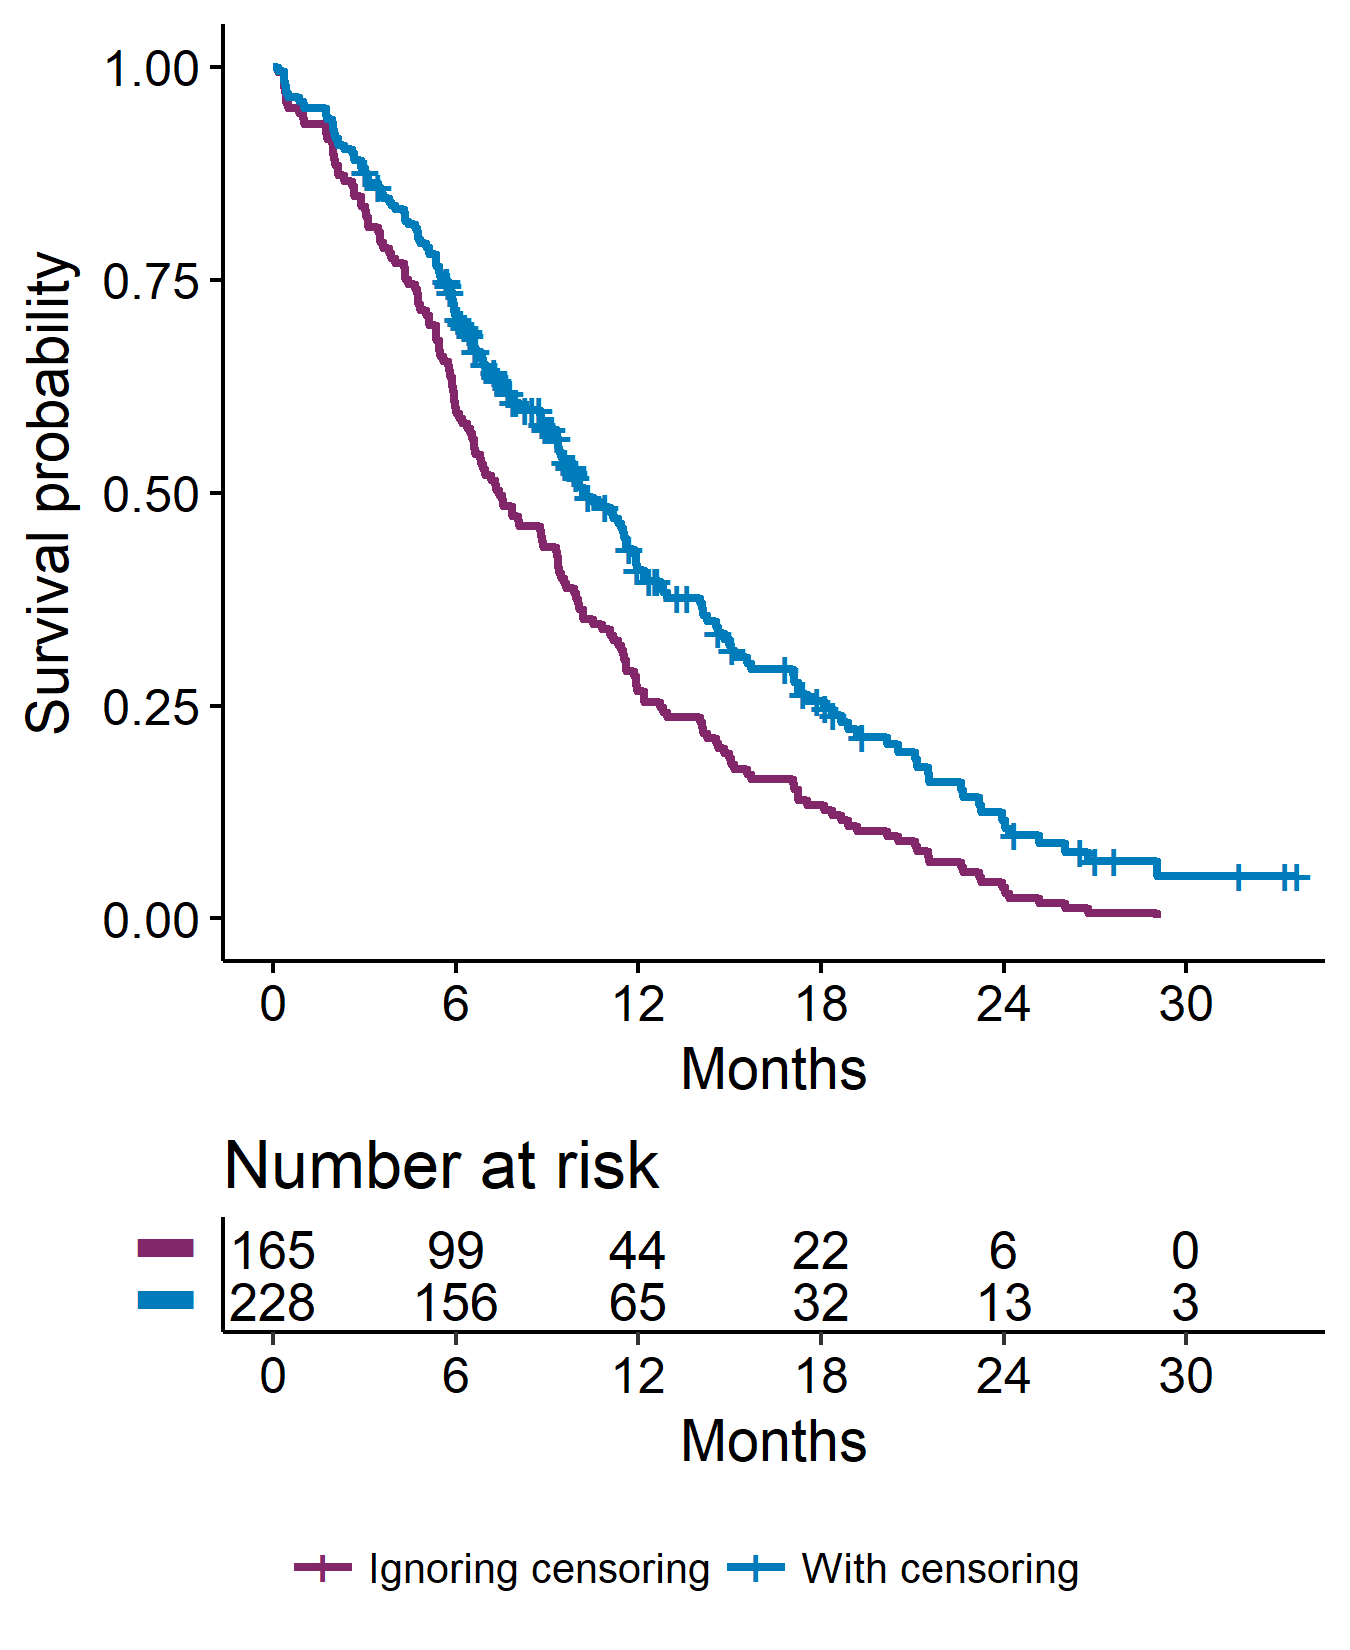 Survival probability
1.00
0.75
0.50
0.25
0.00
0 6 12 18 24 30
Months
Number at risk
165 99 44 22 6 0
228 156 65 32 13 3
0 6 12 18 24 30
Months
Ignoring censoring With censoring